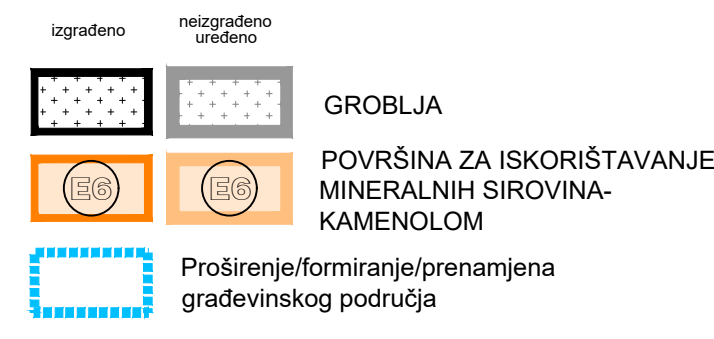 izgrađeno
neizgrađeno
uređeno
GROBLJA
E6
E6
POVRŠINA ZA ISKORIŠTAVANJE
MINERALNIH SIROVINA-
KAMENOLOM
Proširenje/formiranje/prenamjena
građevinskog područja